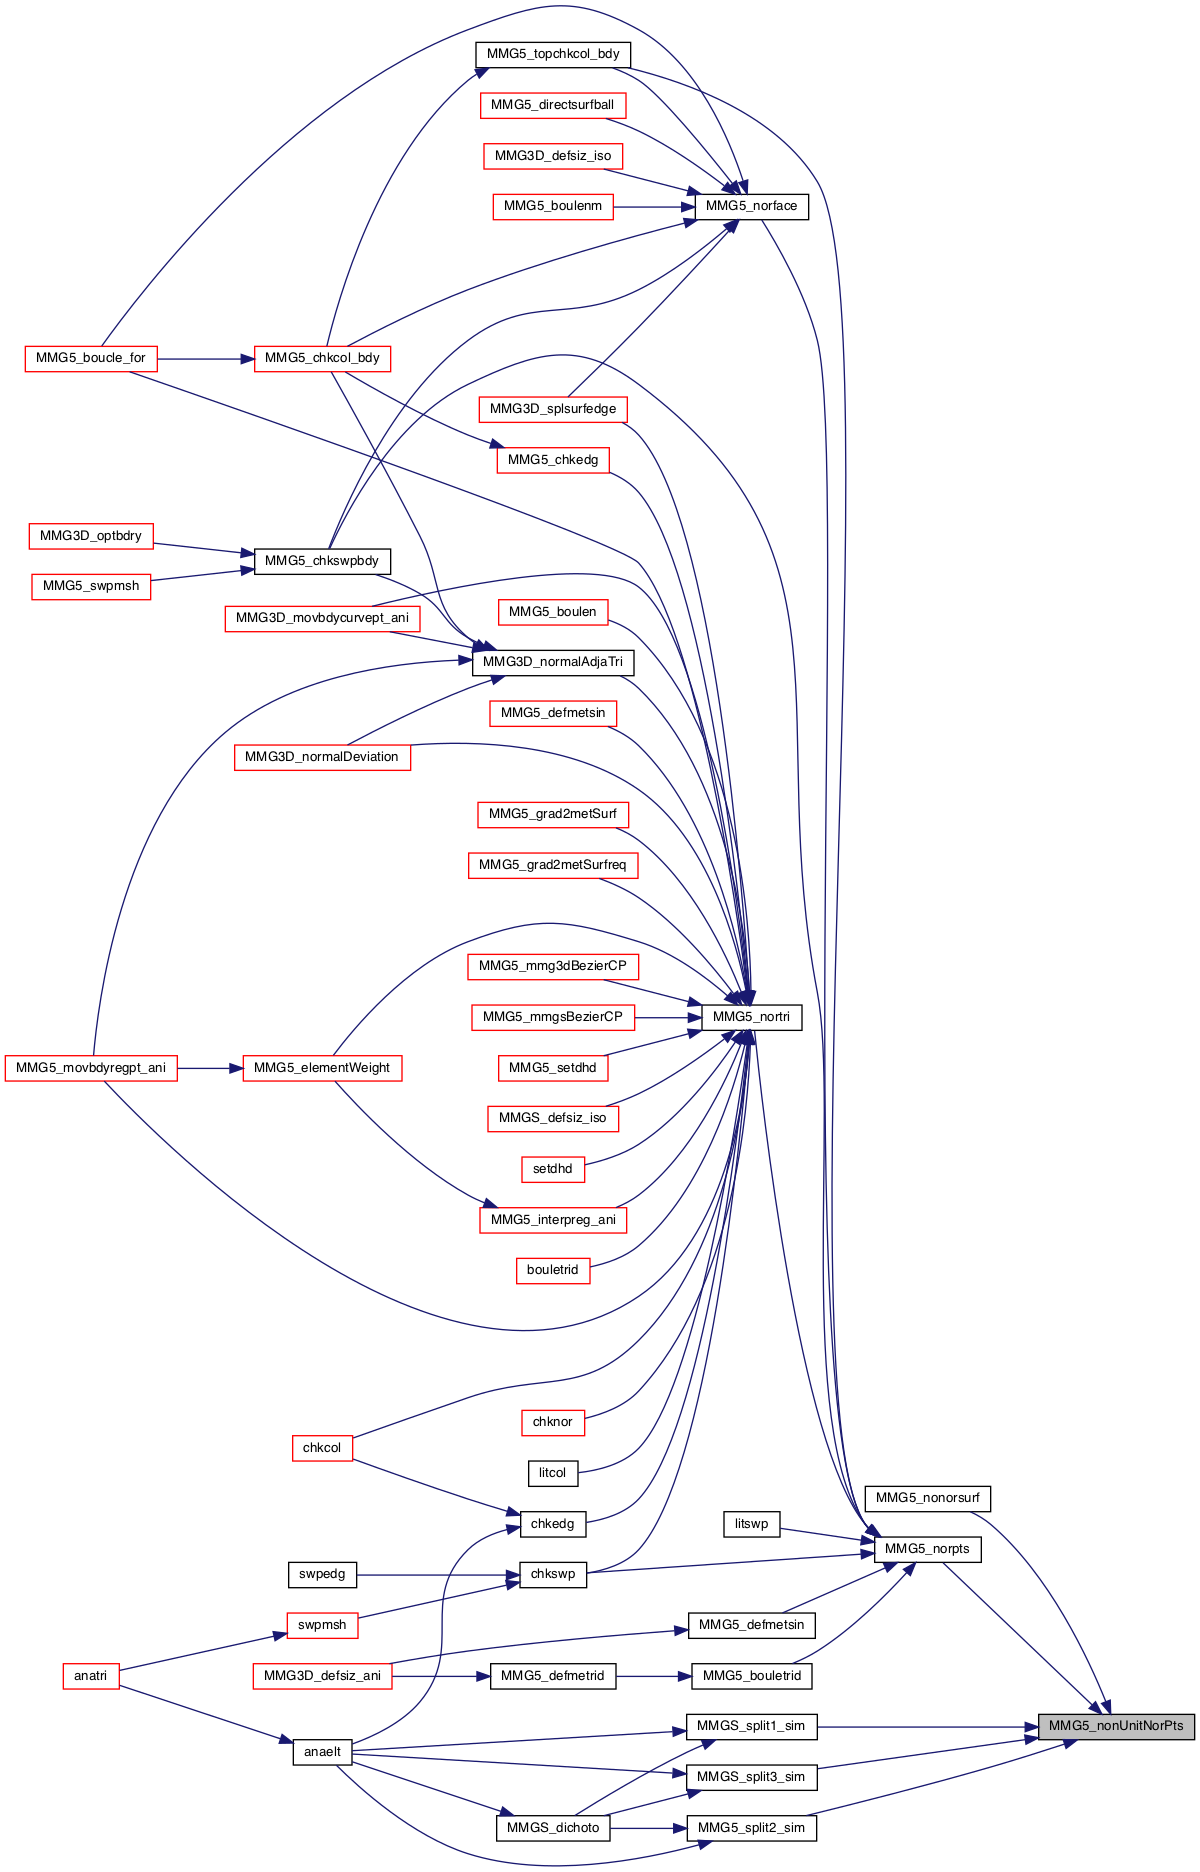 MMG5_topchkcol_bdy
MMG5_directsurfball
MMG3D_defsiz_iso
MMG5_boulenm
MMG5_norface
MMG5_boucle_for
MMG5_chkcol_bdy
MMG3D_splsurfedge
MMG5_chkedg
MMG3D_optbdry
MMG5_chkswpbdy
MMG5_swpmsh
MMG3D_movbdycurvept_ani
MMG5_boulen
MMG3D_normalAdjaTri
MMG5_defmetsin
MMG3D_normalDeviation
MMG5_grad2metSurf
MMG5_grad2metSurfreq
MMG5_mmg3dBezierCP
MMG5_mmgsBezierCP
MMG5_nortri
MMG5_movbdyregpt_ani
MMG5_elementWeight
MMG5_setdhd
MMGS_defsiz_iso
setdhd
MMG5_interpreg_ani
bouletrid
chknor
chkcol
litcol
MMG5_nonorsurf
chkedg
litswp
MMG5_norpts
swpedg
chkswp
swpmsh
MMG5_defmetsin
anatri
MMG3D_defsiz_ani
MMG5_defmetrid
MMG5_bouletrid
MMGS_split1_sim
MMG5_nonUnitNorPts
anaelt
MMGS_split3_sim
MMGS_dichoto
MMG5_split2_sim